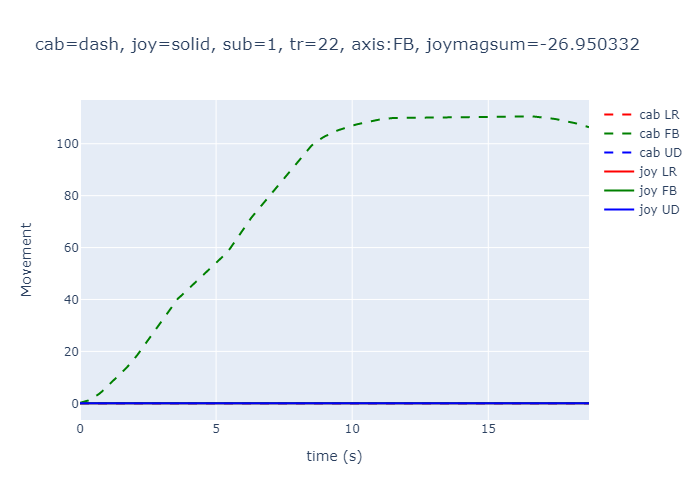 cab=dash, joy=solid, sub=1, tr=22, axis:FB, joymagsum=-26.950332
cab LR
cab FB
cab UD
joy LR
joy FB
joy UD
Movement
100
80
60
40
20
0
0 5 10 15
time (s)